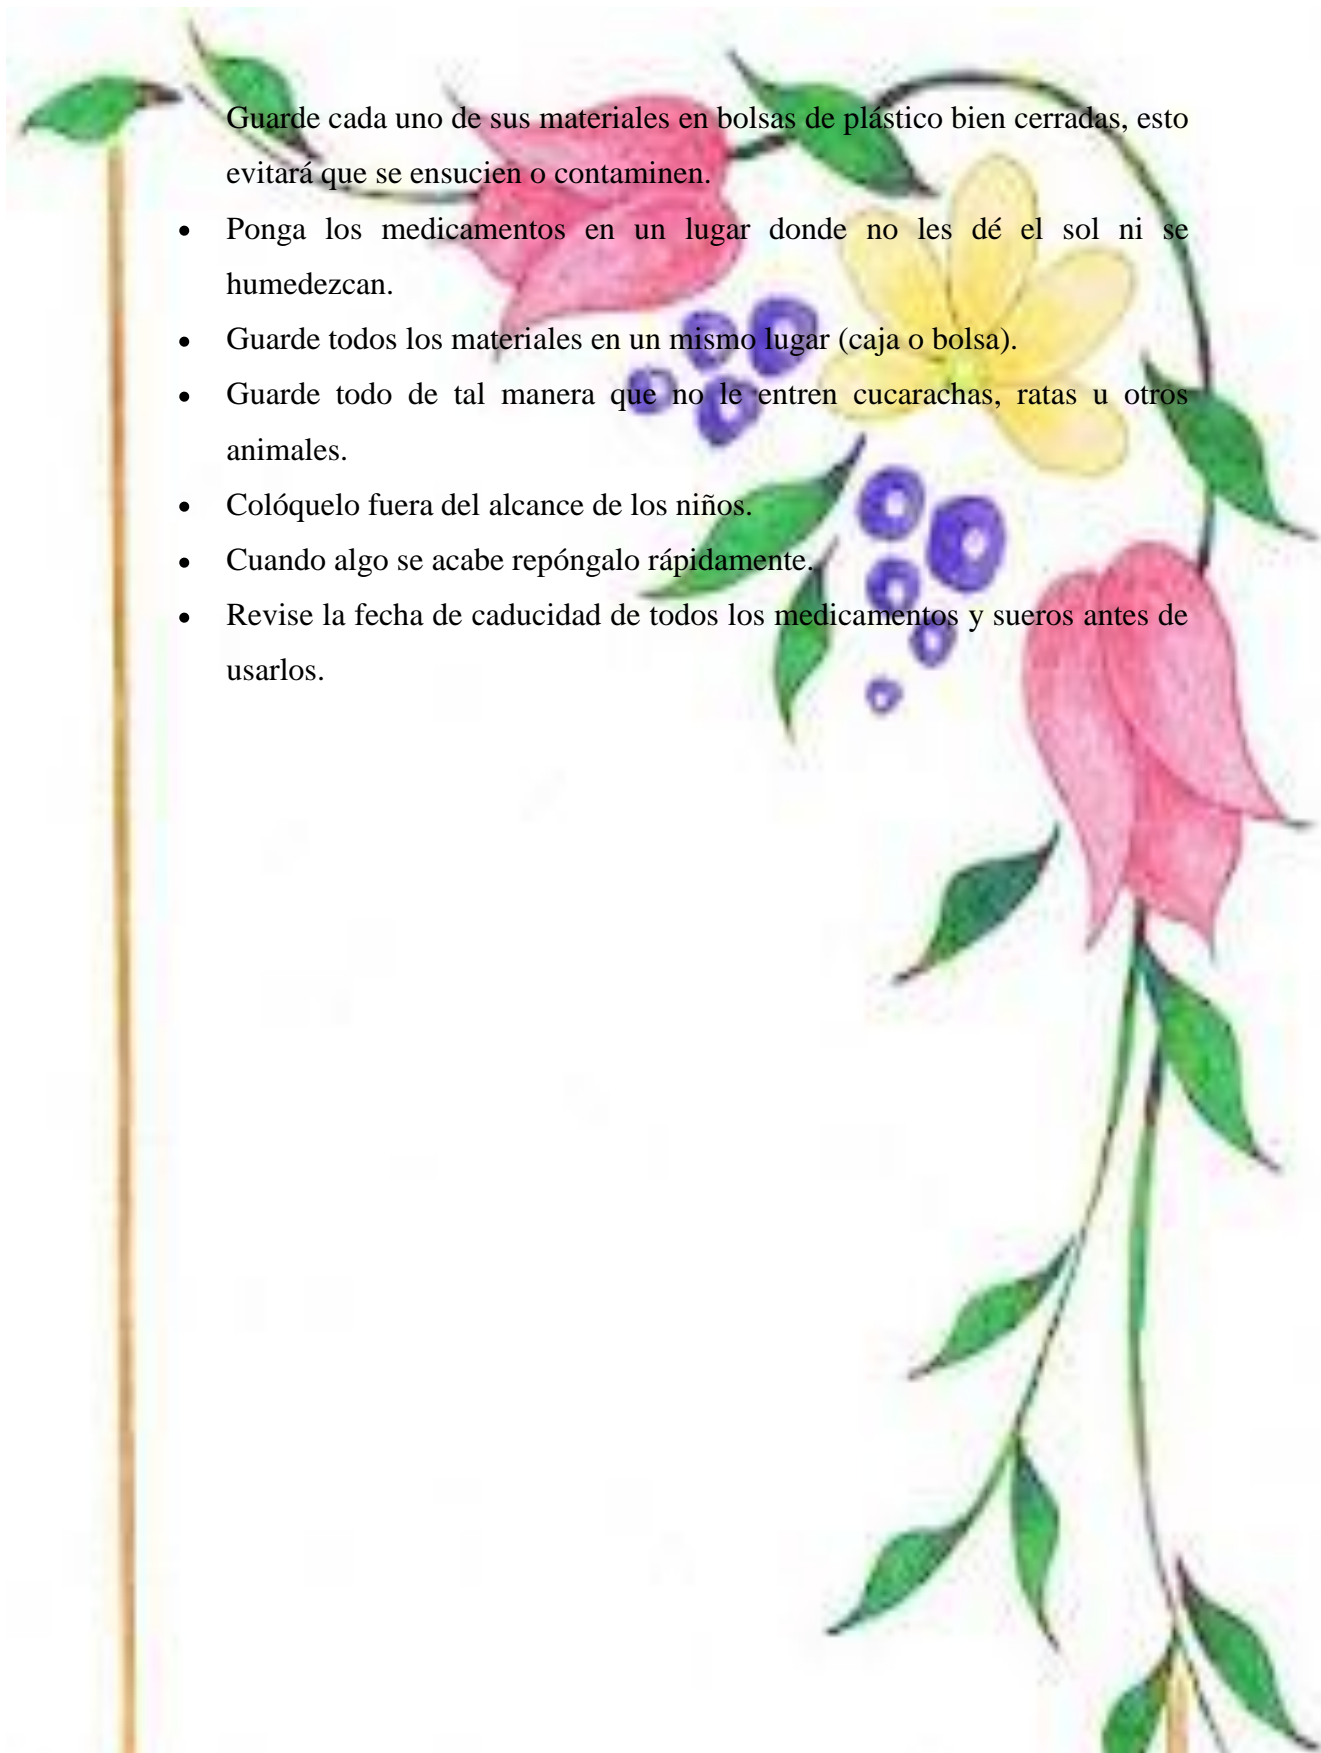 Guarde cada uno de sus materiales en bolsas de plástico bien cerradas, esto
evitará que se ensucien o contaminen.
• Ponga los medicamentos en un lugar donde no les dé el sol ni se
humedezcan.
• Guarde todos los materiales en un mismo lugar (caja o bolsa).
• Guarde todo de tal manera que no le entren cucarachas, ratas u otros
animales.
• Colóquelo fuera del alcance de los niños.
• Cuando algo se acabe repóngalo rápidamente.
• Revise la fecha de caducidad de todos los medicamentos y sueros antes de
usarlos.